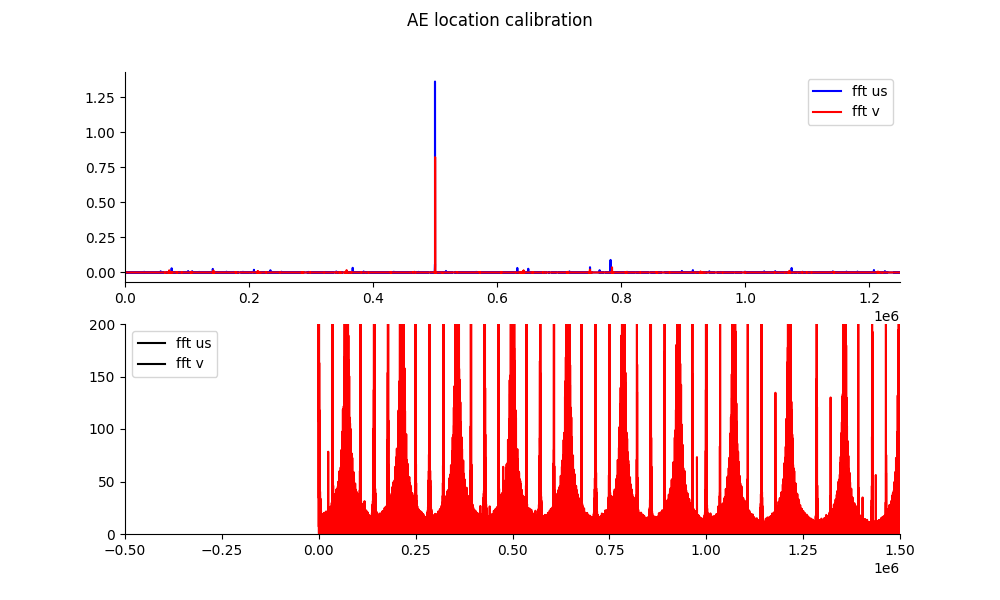 AE location calibration
1.25
1.00
0.75
0.50
0.25
0.00
fft us
fft v
0.0 0.2 0.4 0.6 0.8 1.0 1.2
1e6
200
150
100
50
0
fft us
fft v
−0.50 −0.25 0.00 0.25 0.50 0.75 1.00 1.25 1.50
1e6